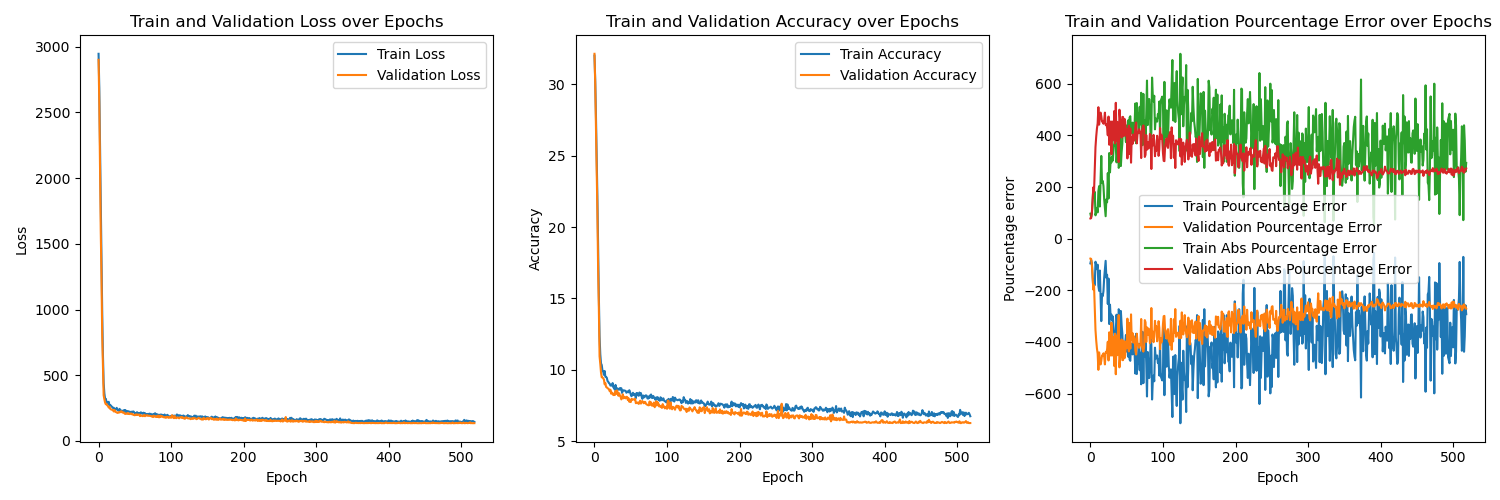 Train and Validation Loss over Epochs
Train Loss
Validation Loss
Loss
3000
2500
2000
1500
1000
500
0
0 100 200 300 400 500
Epoch
Train and Validation Accuracy over Epochs
Train Accuracy
Validation Accuracy
Accuracy
30
25
20
15
10
5
0 100 200 300 400 500
Epoch
Train and Validation Pourcentage Error over Epochs
Train Pourcentage Error
Validation Pourcentage Error
Train Abs Pourcentage Error
Validation Abs Pourcentage Error
Pourcentage error
600
400
200
0
−200
−400
−600
0 100 200 300 400 500
Epoch